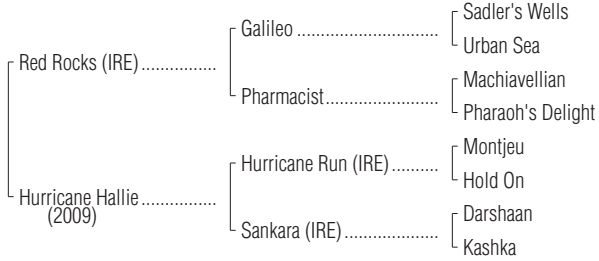 Sadler's Wells
Galileo ................................
Urban Sea
Red Rocks (IRE) ................
Machiavellian
Pharmacist.........................
Pharaoh's Delight
Montjeu
Hurricane Run (IRE) ..........
Hold On
Hurricane Hallie ................
(2009)
Darshaan
Sankara (IRE) .....................
Kashka